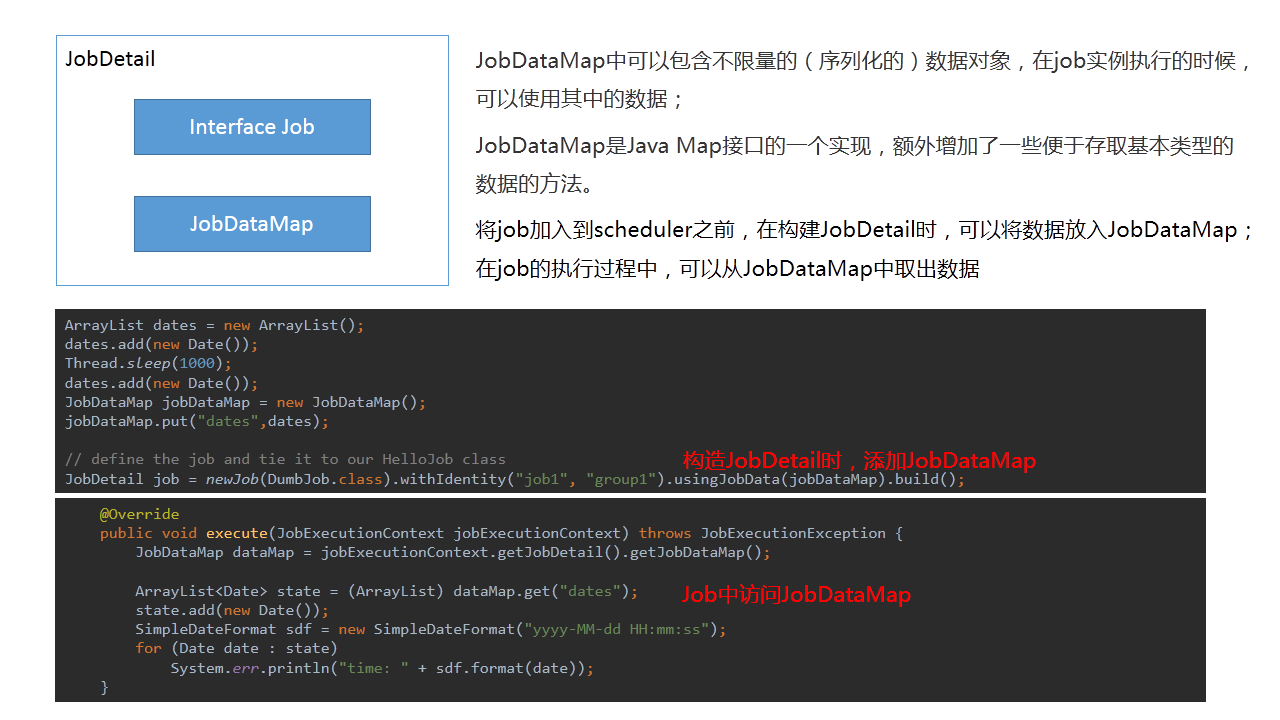 JobDetail
Interface Job
JobDataMap
JobDataMap中可以包含不限量的（序列化的）数据对象，在job实例执行的时候，
可以使用其中的数据；
JobDataMap是Java Map接口的一个实现，额外增加了一些便于存取基本类型的
数据的方法。
将job加入到scheduler之前，在构建JobDetail时，可以将数据放入JobDataMap；
在job的执行过程中，可以从JobDataMap中取出数据
ArrayList dates = new ArrayList();
dates.add(new Date());
Thread.sleep(1000);
dates.add(new Date());
JobDataMap jobDataMap = new JobDataMap();
jobDataMap.put("dates",dates);
// define the job and tie it to our HelloJob class
构造JobDetail时，添加JobDataMap
JobDetail job = newJob(DumbJob.class).withIdentity("job1", "group1").usingJobData(jobDataMap).build();
@Override
public void execute(JobExecutionContext jobExecutionContext) throws JobExecutionException {
JobDataMap dataMap = jobExecutionContext.getJobDetail().getJobDataMap();
ArrayList<Date> state = (ArrayList) dataMap.get("dates");
Job中访问JobDataMap
state.add(new Date());
SimpleDateFormat sdf = new SimpleDateFormat("yyyy-MM-dd HH:mm:ss");
for (Date date : state)
System.err.println("time: " + sdf.format(date));
}